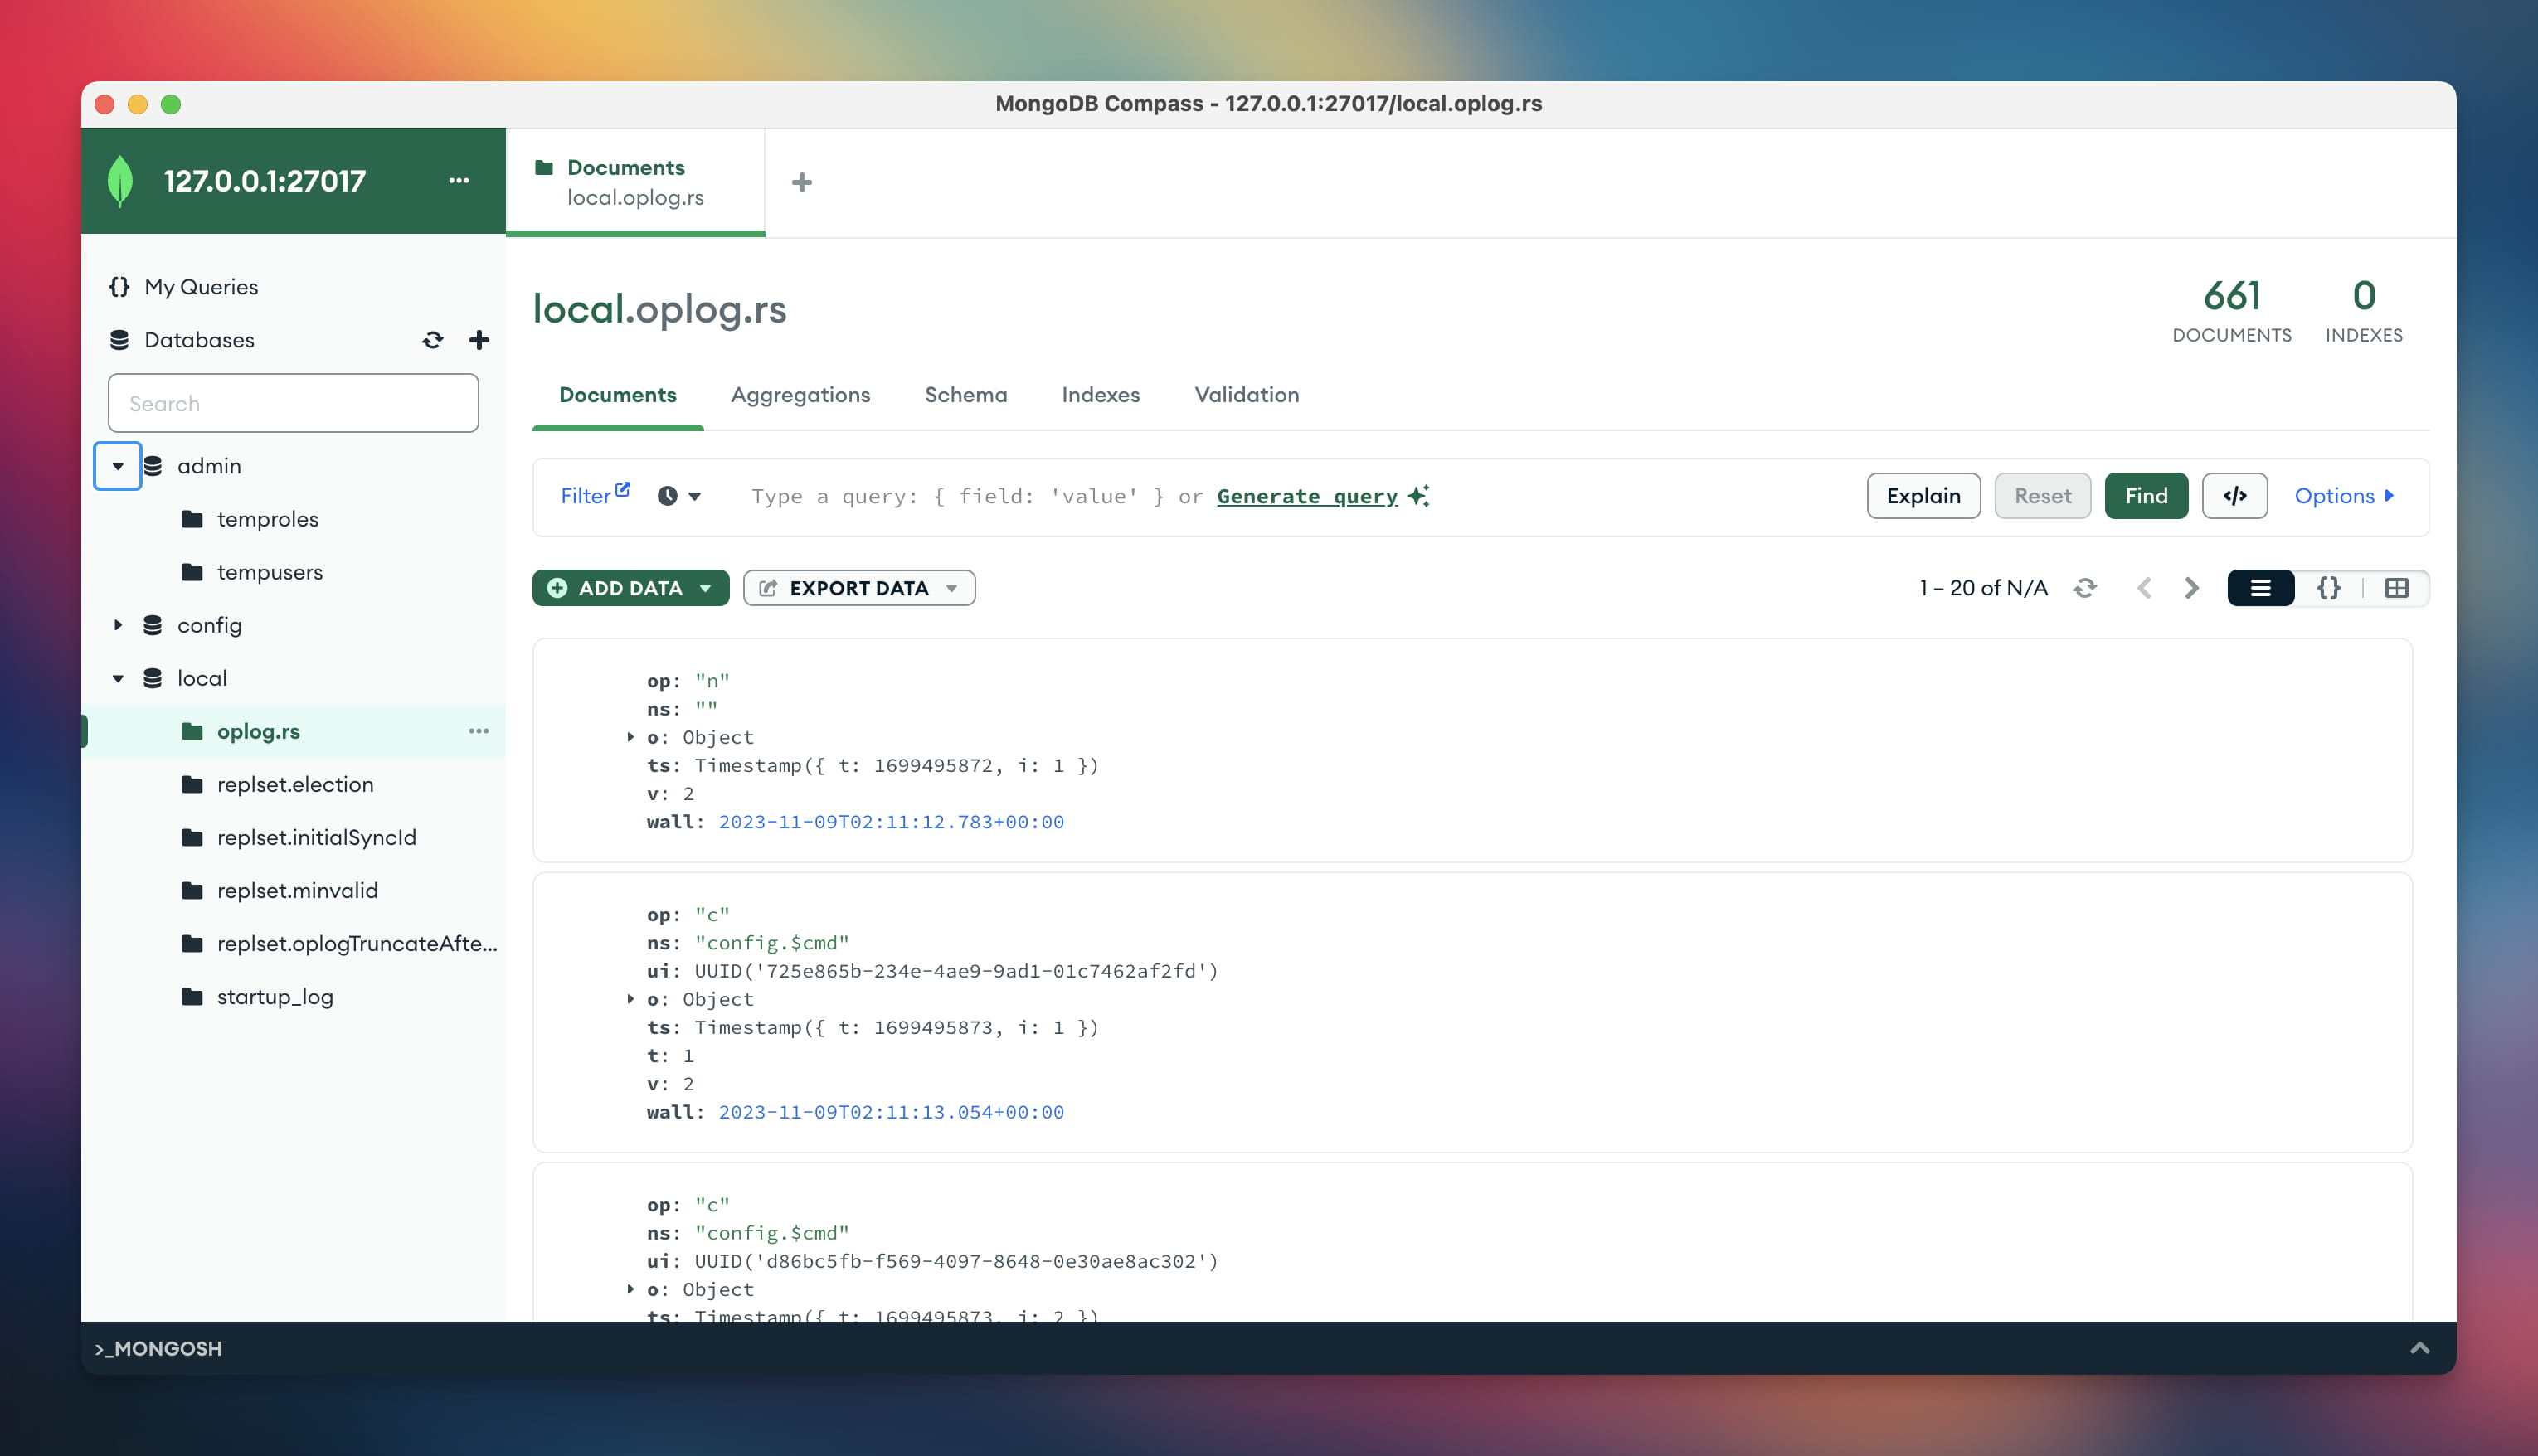 MongoDB Compass - 127.0.0.1:27017/local.oplog.rs
127.0.0.1:27017
My Queries
Databases
Search
admin
temproles
tempusers
config
local
oplog.rs
replset.election
replset.initialSyncId
replset.minvalid
replset.oplogTruncateAfte...
startup_log
Documents
local.oplog.rs
local.oplog.rs
661
DOCUMENTS
0
INDEXES
Documents Aggregations Schema Indexes Validation
Filter Type a query: { field: 'value' } or Generate query Explain Reset Find </> Options
ADD DATA EXPORT DATA 1 – 20 of N/A {}
op: "n"
ns: ""
o: Object
ts: Timestamp({ t: 1699495872, i: 1 })
v: 2
wall: 2023-11-09T02:11:12.783+00:00
op: "c"
ns: "config.$cmd"
ui: UUID('725e865b-234e-4ae9-9ad1-01c7462af2fd')
o: Object
ts: Timestamp({ t: 1699495873, i: 1 })
t: 1
v: 2
wall: 2023-11-09T02:11:13.054+00:00
op: "c"
ns: "config.$cmd"
ui: UUID('d86bc5fb-f569-4097-8648-0e30ae8ac302')
o: Object
ts: Timestamp({ t: 1699495873, i: 2 })
>_MONGOSH